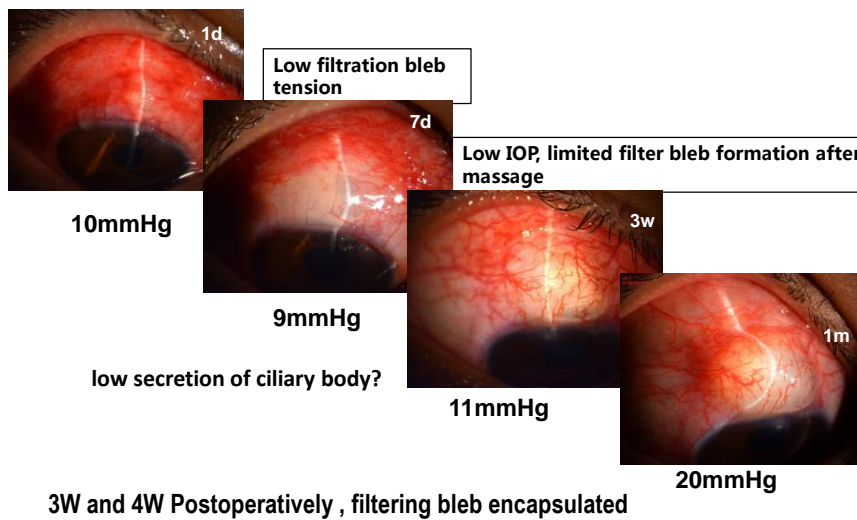 1d
Low filtration bleb
tension
10mmHg
7d
Low IOP, limited filter bleb formation after
massage
9mmHg
3w
low secretion of ciliary body?
11mmHg
1m
20mmHg
3W and 4W Postoperatively , filtering bleb encapsulated